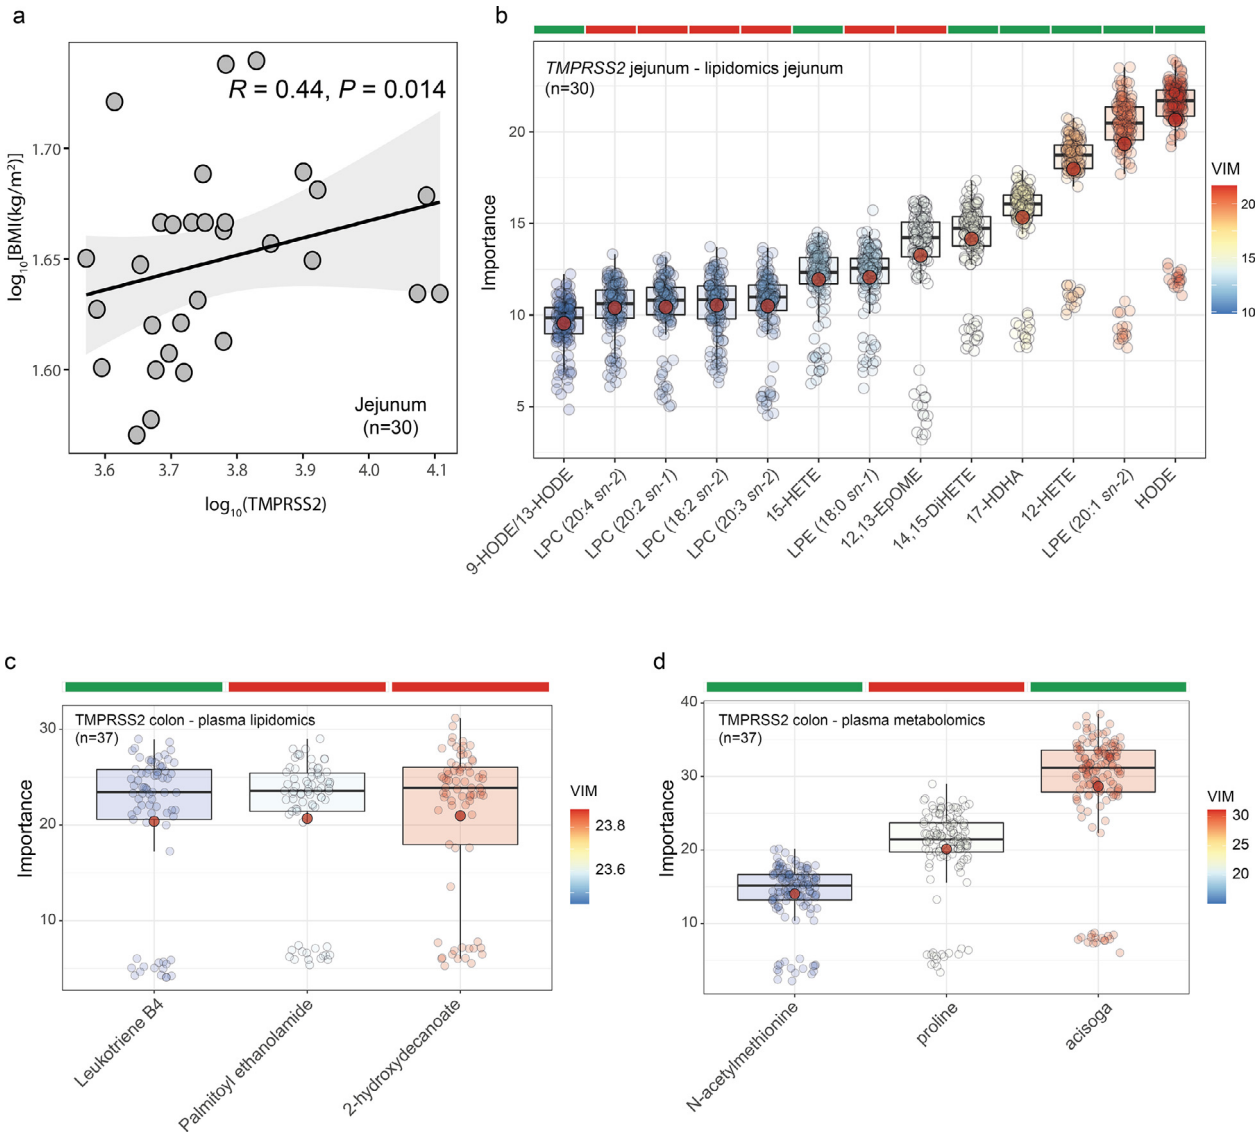 a
R = 0.44, P = 0.014
log10[BMI(kg/m2)]
1.70
1.65
1.60
Jejunum
(n=30)
3.6 3.7 3.8 3.9 4.0 4.1
log10(TMPRSS2)
b
TMPRSS2 jejunum - lipidomics jejunum
(n=30)
Importance
20
15
10
5
9-HODE/13-HODE
LPC (20:4 sn-2)
LPC (20:2 sn-1)
LPC (18:2 sn-2)
LPC (20:3 sn-2)
15-HETE
LPE (18:0 sn-1)
12,13-EpOME
14,15-DiHETE
17-HDHA
12-HETE
LPE (20:1 sn-2)
HODE
VIM
20
15
10
c
TMPRSS2 colon - plasma lipidomics
(n=37)
Importance
30
20
10
Leukotriene B4
Palmitoyl ethanolamide
2-hydroxydecanoate
VIM
23.8
23.6
d
TMPRSS2 colon - plasma metabolomics
(n=37)
Importance
40
30
20
10
N-acetylmethionine
proline
acisoga
VIM
30
25
20